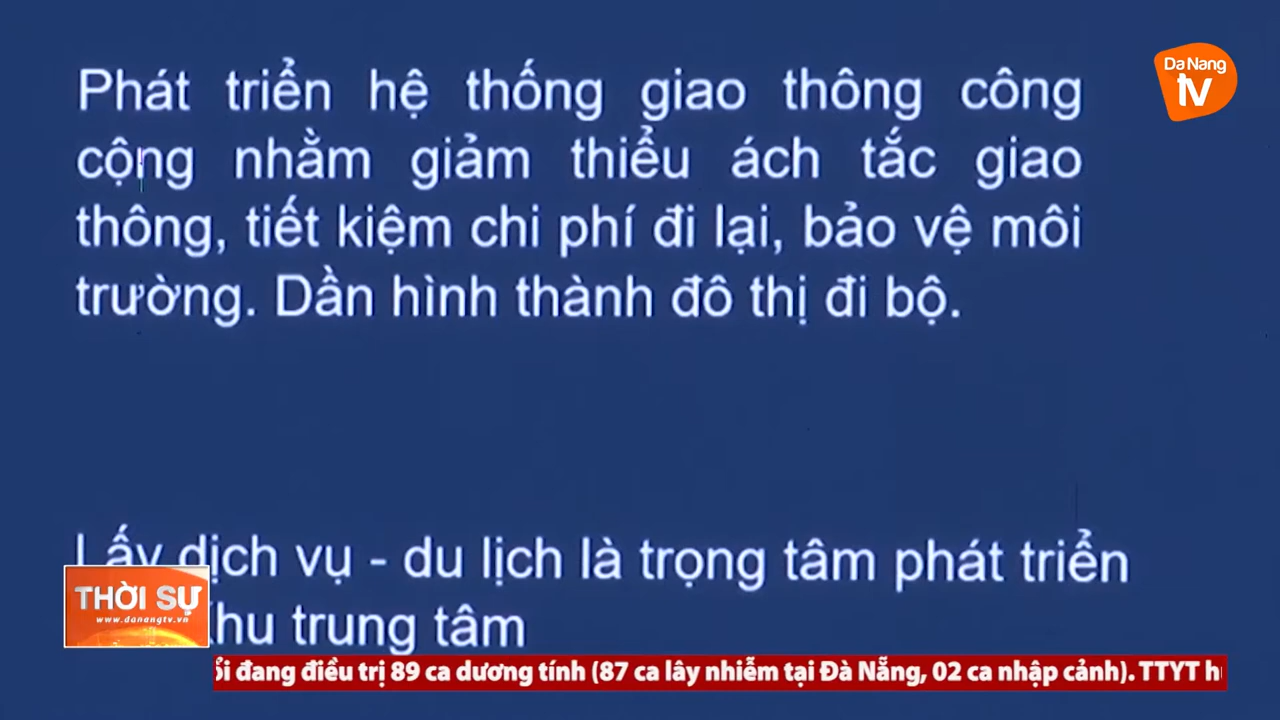 Da Nang
tv
Phát triển hệ thống giao thông công
cộng nhằm giảm thiểu ách tắc giao
thông, tiết kiệm chi phí đi lại, bảo vệ môi
trường. Dần hình thành đô thị đi bộ.
Lấy dịch vụ - du lịch là trọng tâm phát triển
Khu trung tâm
THỜI SỰ
www.danangtv.vn
đang điều trị 89 ca dương tính (87 ca lây nhiễm tại Đà Nẵng, 02 ca nhập cảnh). TTYT